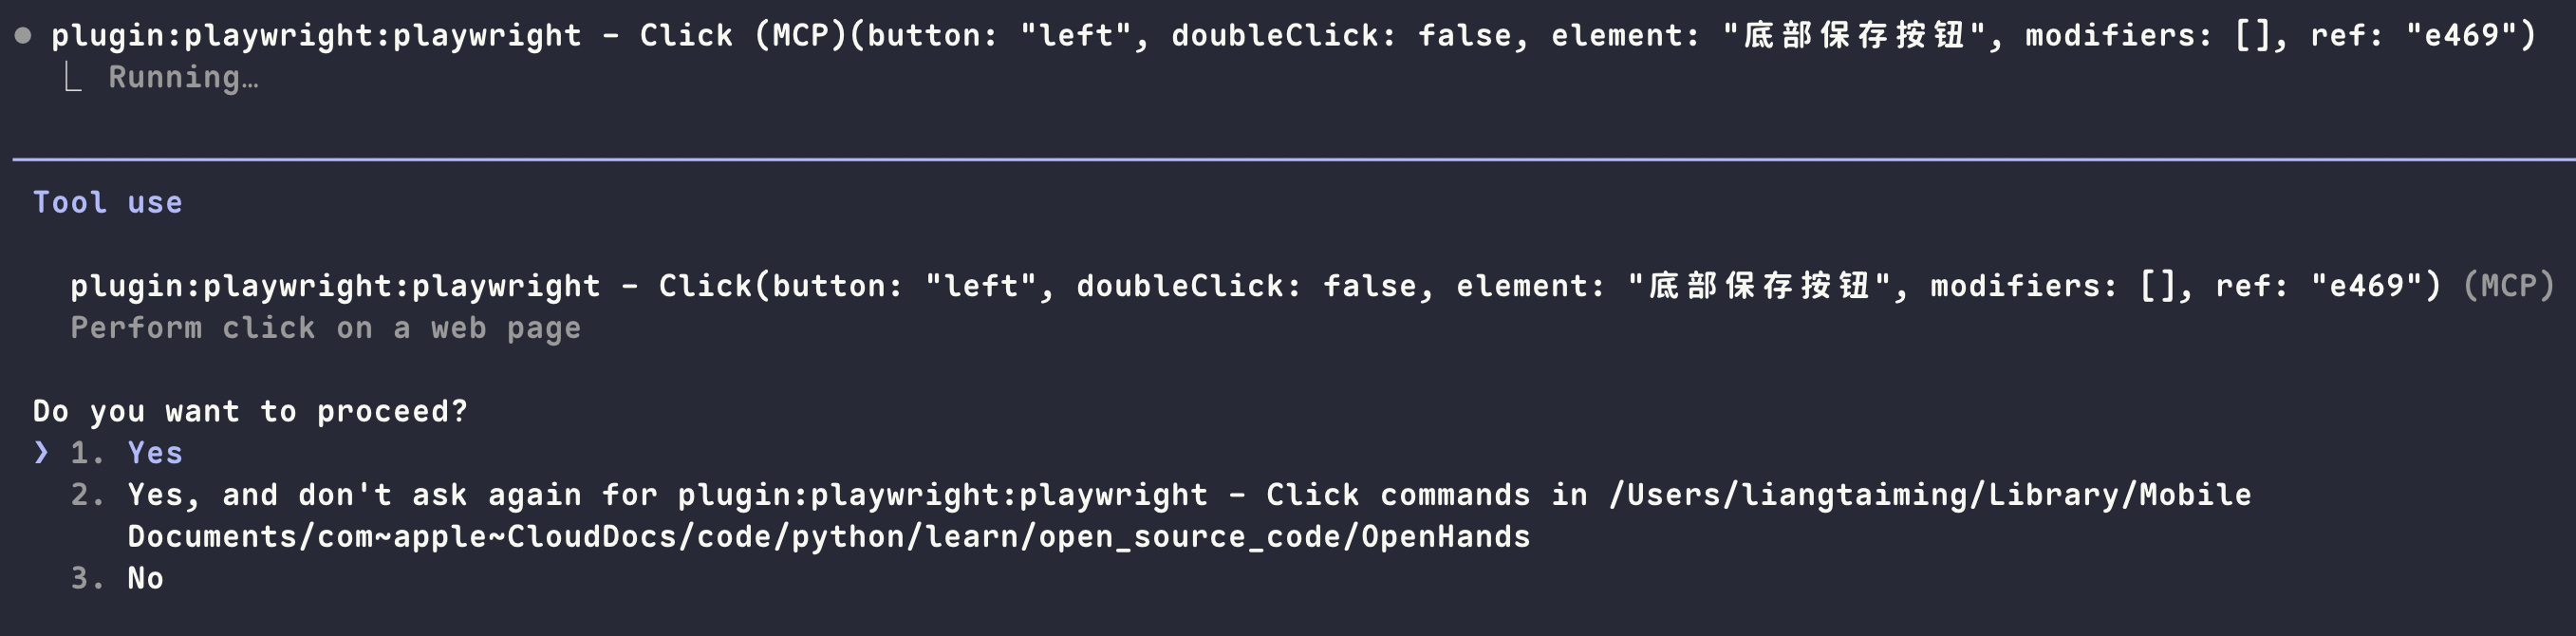 ● plugin:playwright:playwright - Click (MCP)(button: "left", doubleClick: false, element: "底部保存按钮", modifiers: [], ref: "e469")
⎿ Running…
Tool use
plugin:playwright:playwright - Click(button: "left", doubleClick: false, element: "底部保存按钮", modifiers: [], ref: "e469") (MCP)
Perform click on a web page
Do you want to proceed?
❯ 1. Yes
2. Yes, and don't ask again for plugin:playwright:playwright - Click commands in /Users/liangtaiming/Library/Mobile
Documents/com~apple~CloudDocs/code/python/learn/open_source_code/OpenHands
3. No